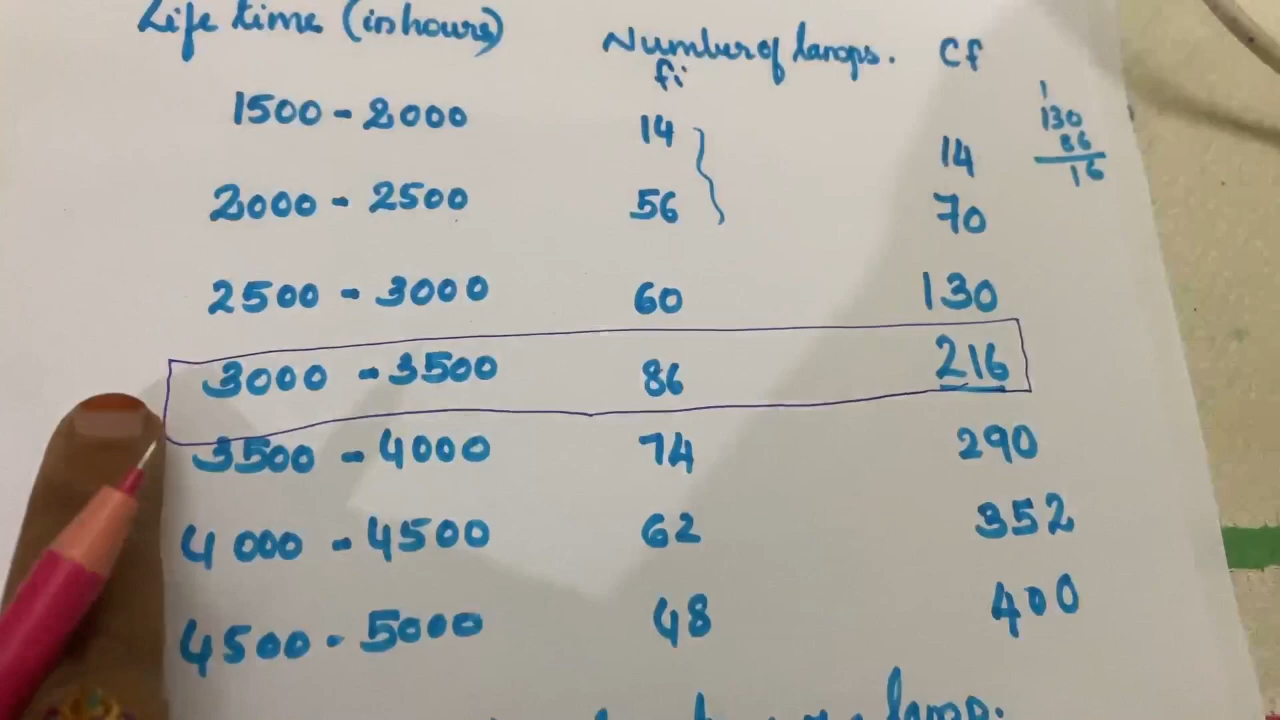 Life time (in hours) Number of lamps. Cf
fi
1500 - 2000 14 14
2000 - 2500 56 70
2500 - 3000 60 130
3000 - 3500 86 216
3500 - 4000 74 290
4000 - 4500 62 352
4500 - 5000 48 400
1
130
86
16
lamp.